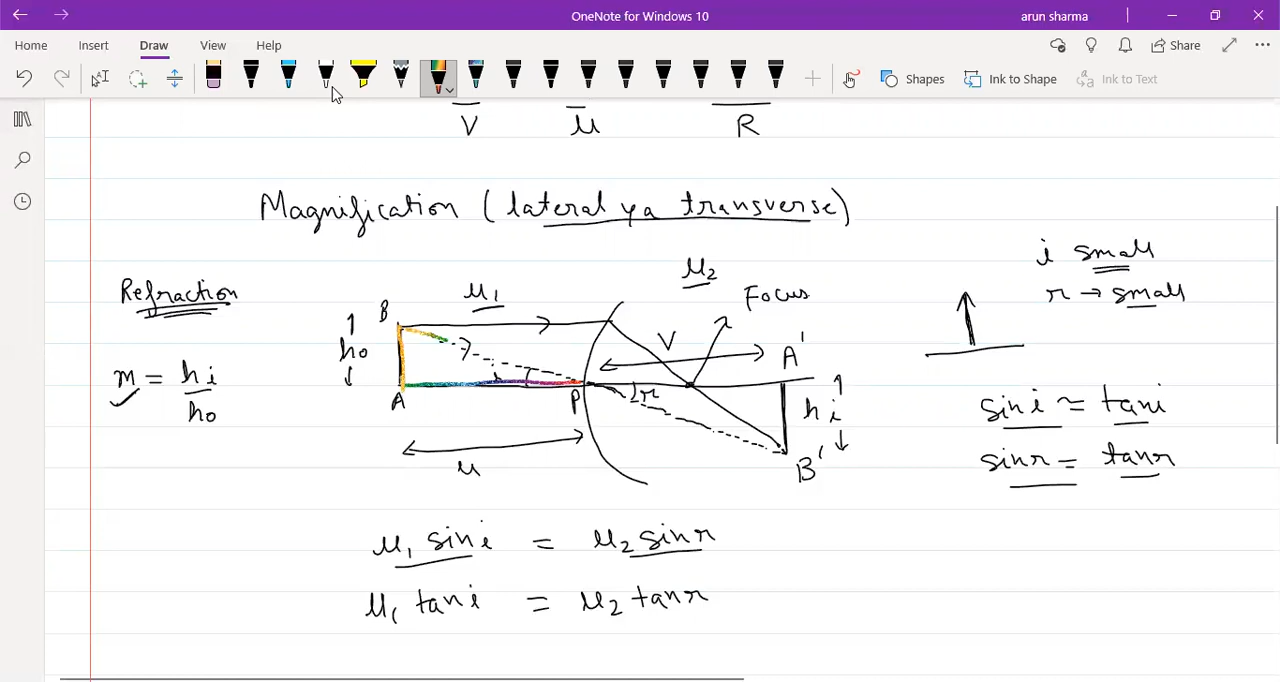 OneNote for Windows 10
arun sharma
Home Insert Draw View Help
Share
Shapes Ink to Shape Ink to Text
V μ R
Magnification (lateral ya transverse)
Refraction
m = hi / ho
B
μ1
μ2
Focus
i small
r → small
ho
V
A'
i
r
A
P
hi
u
B'
sin i ≈ tan i
sin r = tan r
μ1 sin i = μ2 sin r
μ1 tan i = μ2 tan r